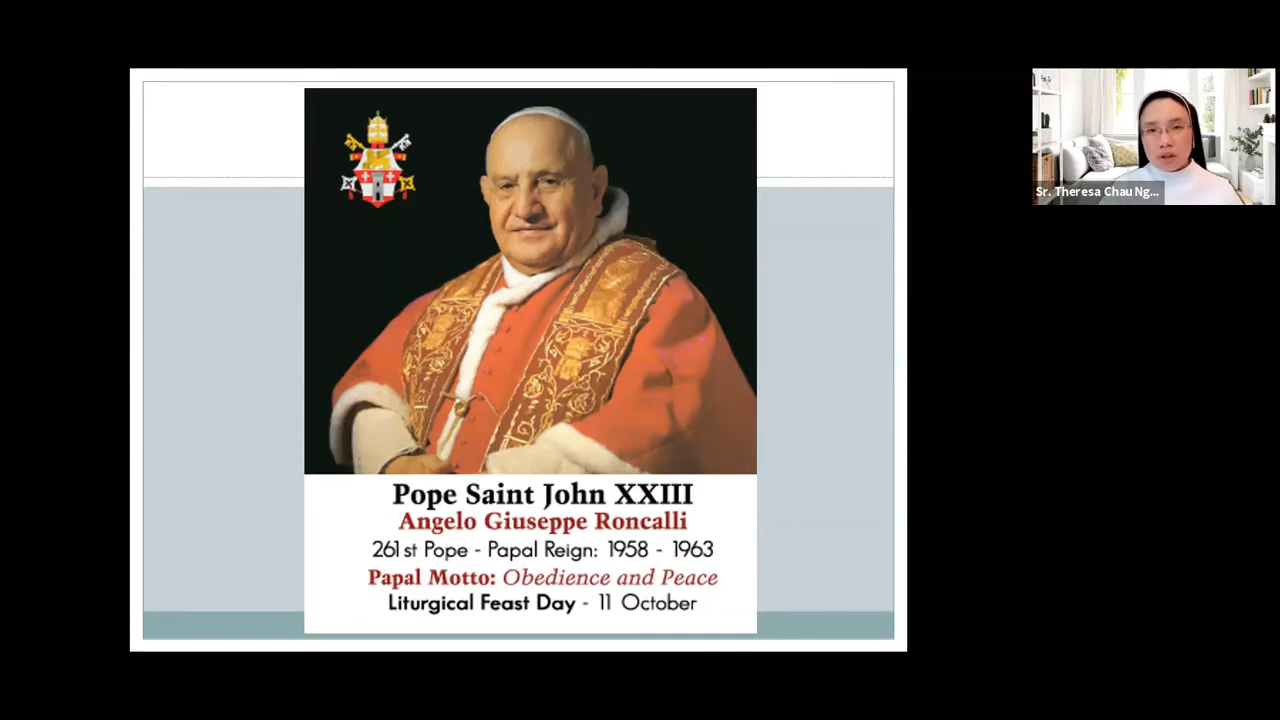 Pope Saint John XXIII
Angelo Giuseppe Roncalli
261st Pope - Papal Reign: 1958 - 1963
Papal Motto: Obedience and Peace
Liturgical Feast Day - 11 October
Sr. Theresa Chau Ng...